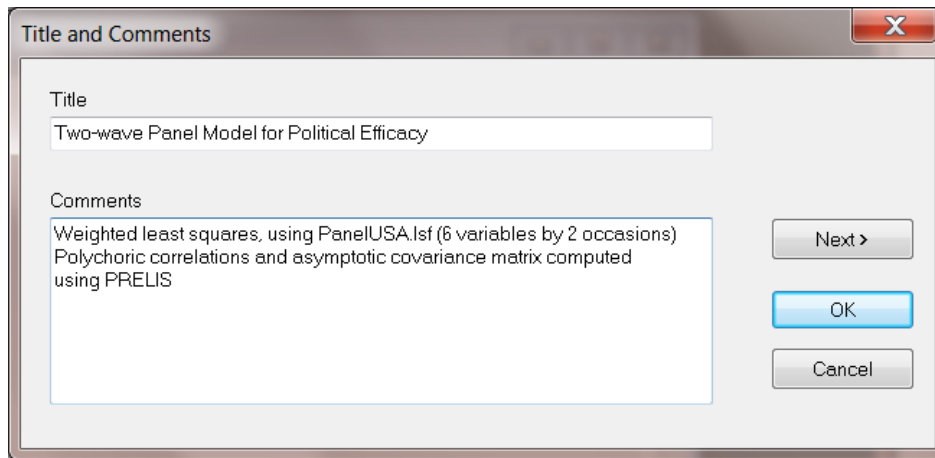 Title and Comments
Title
Two-wave Panel Model for Political Efficacy
Comments
Weighted least squares, using PanelUSA.lsf (6 variables by 2 occasions)
Polychoric correlations and asymptotic covariance matrix computed
using PRELIS
Next >
OK
Cancel